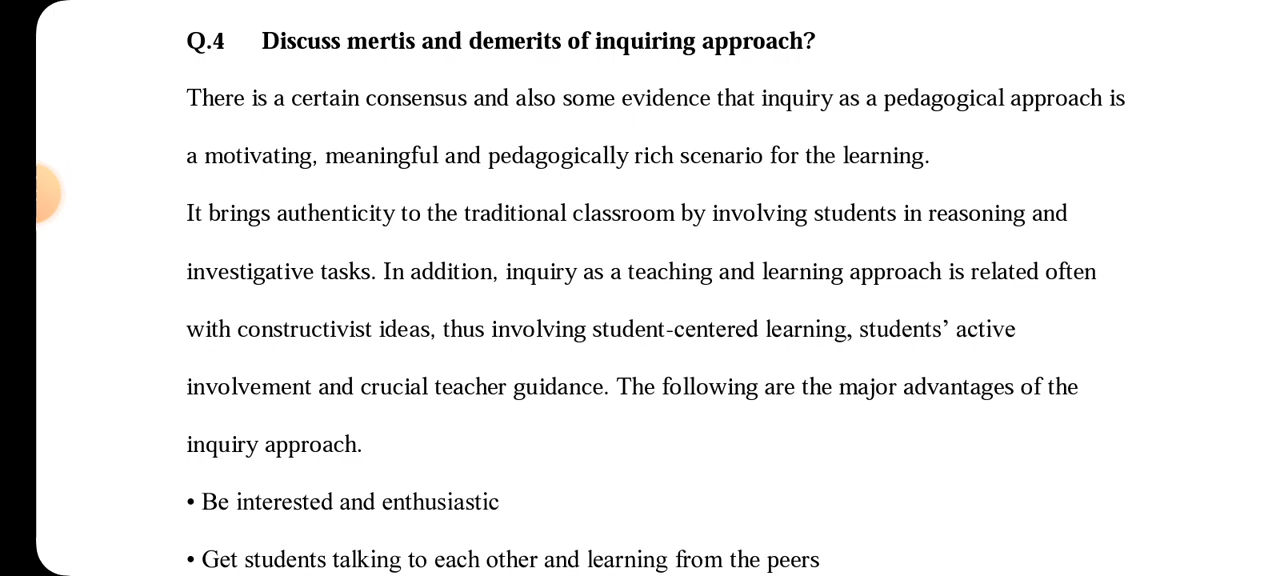 Q.4 Discuss mertis and demerits of inquiring approach?
There is a certain consensus and also some evidence that inquiry as a pedagogical approach is
a motivating, meaningful and pedagogically rich scenario for the learning.
It brings authenticity to the traditional classroom by involving students in reasoning and
investigative tasks. In addition, inquiry as a teaching and learning approach is related often
with constructivist ideas, thus involving student-centered learning, students’ active
involvement and crucial teacher guidance. The following are the major advantages of the
inquiry approach.
• Be interested and enthusiastic
• Get students talking to each other and learning from the peers